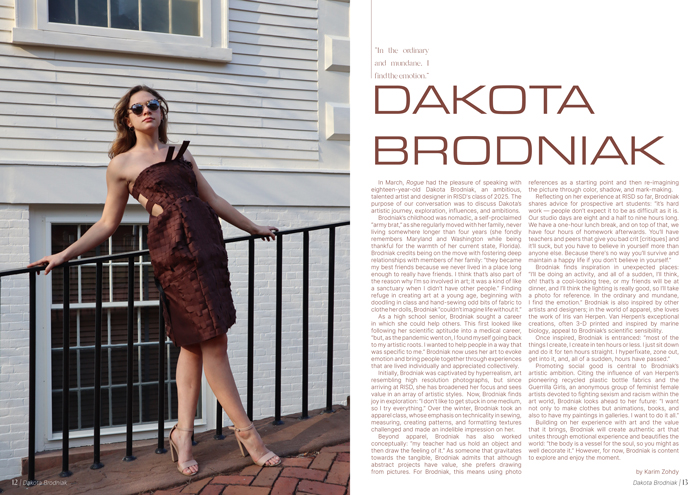 "In the ordinary
and mundane, I
find the emotion."
DAKOTA
BRODNIAK
In March, Rogue had the pleasure of speaking with
eighteen-year-old Dakota Brodniak, an ambitious,
talented artist and designer in RISD's class of 2025. The
purpose of our conversation was to discuss Dakota's
artistic journey, exploration, influences, and ambitions.
Brodniak's childhood was nomadic, a self-proclaimed
"army brat," as she regularly moved with her family, never
living somewhere longer than four years (she fondly
remembers Maryland and Washington while being
thankful for the warmth of her current state, Florida).
Brodniak credits being on the move with fostering deep
relationships with members of her family: "they became
my best friends because we never lived in a place long
enough to really have friends. I think that's also part of
the reason why I'm so involved in art; it was a kind of like
a sanctuary when I didn't have other people." Finding
refuge in creating art at a young age, beginning with
doodling in class and hand-sewing odd bits of fabric to
clothe her dolls, Brodniak "couldn't imagine life without it."
As a high school senior, Brodniak sought a career
in which she could help others. This first looked like
following her scientific aptitude into a medical career,
"but, as the pandemic went on, I found myself going back
to my artistic roots. I wanted to help people in a way that
was specific to me." Brodniak now uses her art to evoke
emotion and bring people together through experiences
that are lived individually and appreciated collectively.
Initially, Brodniak was captivated by hyperrealism, art
resembling high resolution photographs, but since
arriving at RISD, she has broadened her focus and sees
value in an array of artistic styles. Now, Brodniak finds
joy in exploration: "I don't like to get stuck in one medium,
so I try everything." Over the winter, Brodniak took an
apparel class, whose emphasis on technicality in sewing,
measuring, creating patterns, and formatting textures
challenged and made an indelible impression on her.
Beyond apparel, Brodniak has also worked
conceptually: "my teacher had us hold an object and
then draw the feeling of it." As someone that gravitates
towards the tangible, Brodniak admits that although
abstract projects have value, she prefers drawing
from pictures. For Brodniak, this means using photo
references as a starting point and then re-imagining
the picture through color, shadow, and mark-making.
Reflecting on her experience at RISD so far, Brodniak
shares advice for prospective art students: "It's hard
work — people don't expect it to be as difficult as it is.
Our studio days are eight and a half to nine hours long.
We have a one-hour lunch break, and on top of that, we
have four hours of homework afterwards. You'll have
teachers and peers that give you bad crit [critiques] and
it'll suck, but you have to believe in yourself more than
anyone else. Because there's no way you'll survive and
maintain a happy life if you don't believe in yourself."
Brodniak finds inspiration in unexpected places:
"I'll be doing an activity, and all of a sudden, I'll think,
oh! that's a cool-looking tree, or my friends will be at
dinner, and I'll think the lighting is really good, so I'll take
a photo for reference. In the ordinary and mundane,
I find the emotion." Brodniak is also inspired by other
artists and designers; in the world of apparel, she loves
the work of Iris van Herpen. Van Herpen's exceptional
creations, often 3-D printed and inspired by marine
biology, appeal to Brodniak's scientific sensibility.
Once inspired, Brodniak is entranced: "most of the
things I create, I create in ten hours or less. I just sit down
and do it for ten hours straight. I hyperfixate, zone out,
get into it, and, all of a sudden, hours have passed."
Promoting social good is central to Brodniak's
artistic ambition. Citing the influence of Van Herpen's
pioneering recycled plastic bottle fabrics and the
Guerrilla Girls, an anonymous group of feminist female
artists devoted to fighting sexism and racism within the
art world, Brodniak looks ahead to her future: "I want
not only to make clothes but animations, books, and
also to have my paintings in galleries. I want to do it all."
Building on her experience with art and the value
that it brings, Brodniak will create authentic art that
unites through emotional experience and beautifies the
world: "the body is a vessel for the soul, so you might as
well decorate it." However, for now, Brodniak is content
to explore and enjoy the moment.
by Karim Zohdy
12 | Dakota Brodniak
Dakota Brodniak | 13